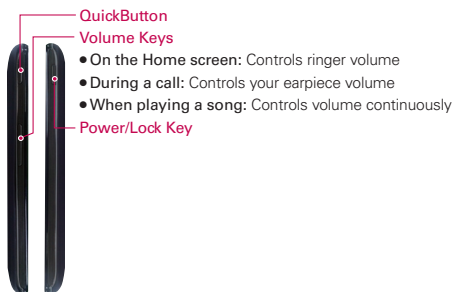 QuickButton
Volume Keys
● On the Home screen: Controls ringer volume
● During a call: Controls your earpiece volume
● When playing a song: Controls volume continuously
Power/Lock Key